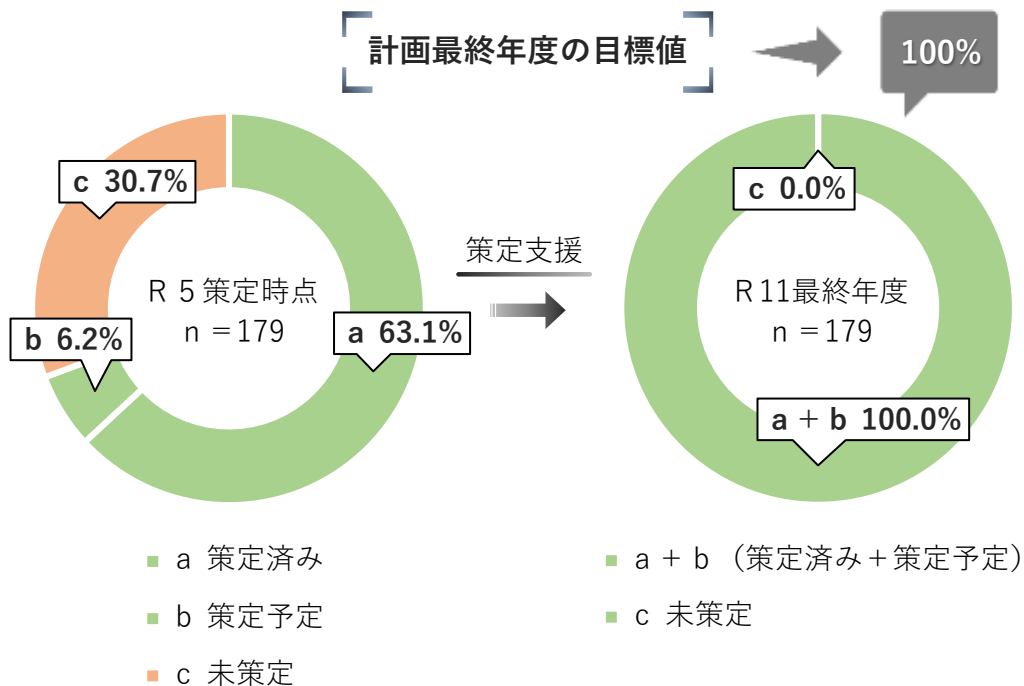 計画最終年度の目標値
100%
c 30.7%
R 5 策定時点
n =179
b 6.2%
a 63.1%
策定支援
c 0.0%
R 11最終年度
n =179
a + b 100.0%
a 策定済み
b 策定予定
c 未策定
a + b (策定済み+策定予定)
c 未策定